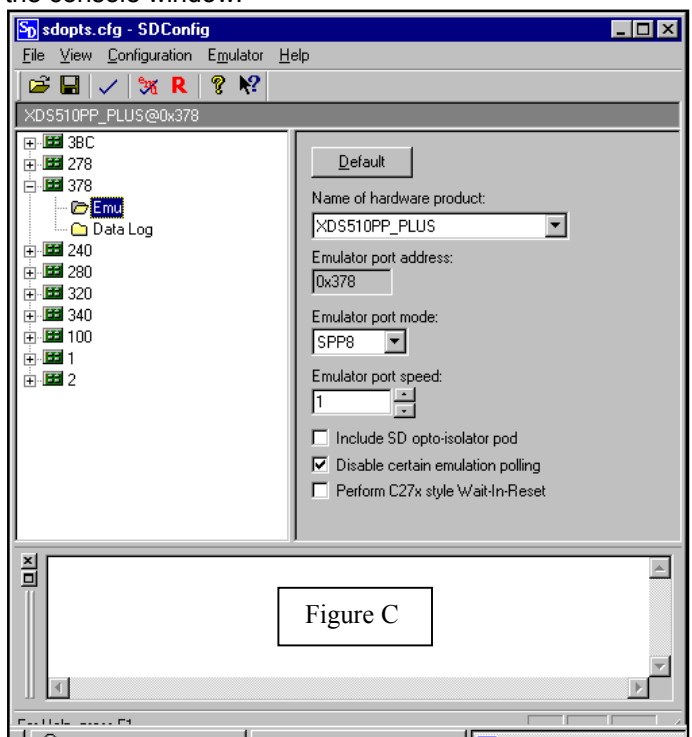 the console window.
sdopts.cfg - SDConfig
File View Configuration Emulator Help
XDS510PP_PLUS@0x378
3BC
278
378
Emu
Data Log
240
280
320
340
100
1
2
Default
Name of hardware product:
XDS510PP_PLUS
Emulator port address:
0x378
Emulator port mode:
SPP8
Emulator port speed:
1
Include SD opto-isolator pod
Disable certain emulation polling
Perform C27x style Wait-In-Reset
Figure C